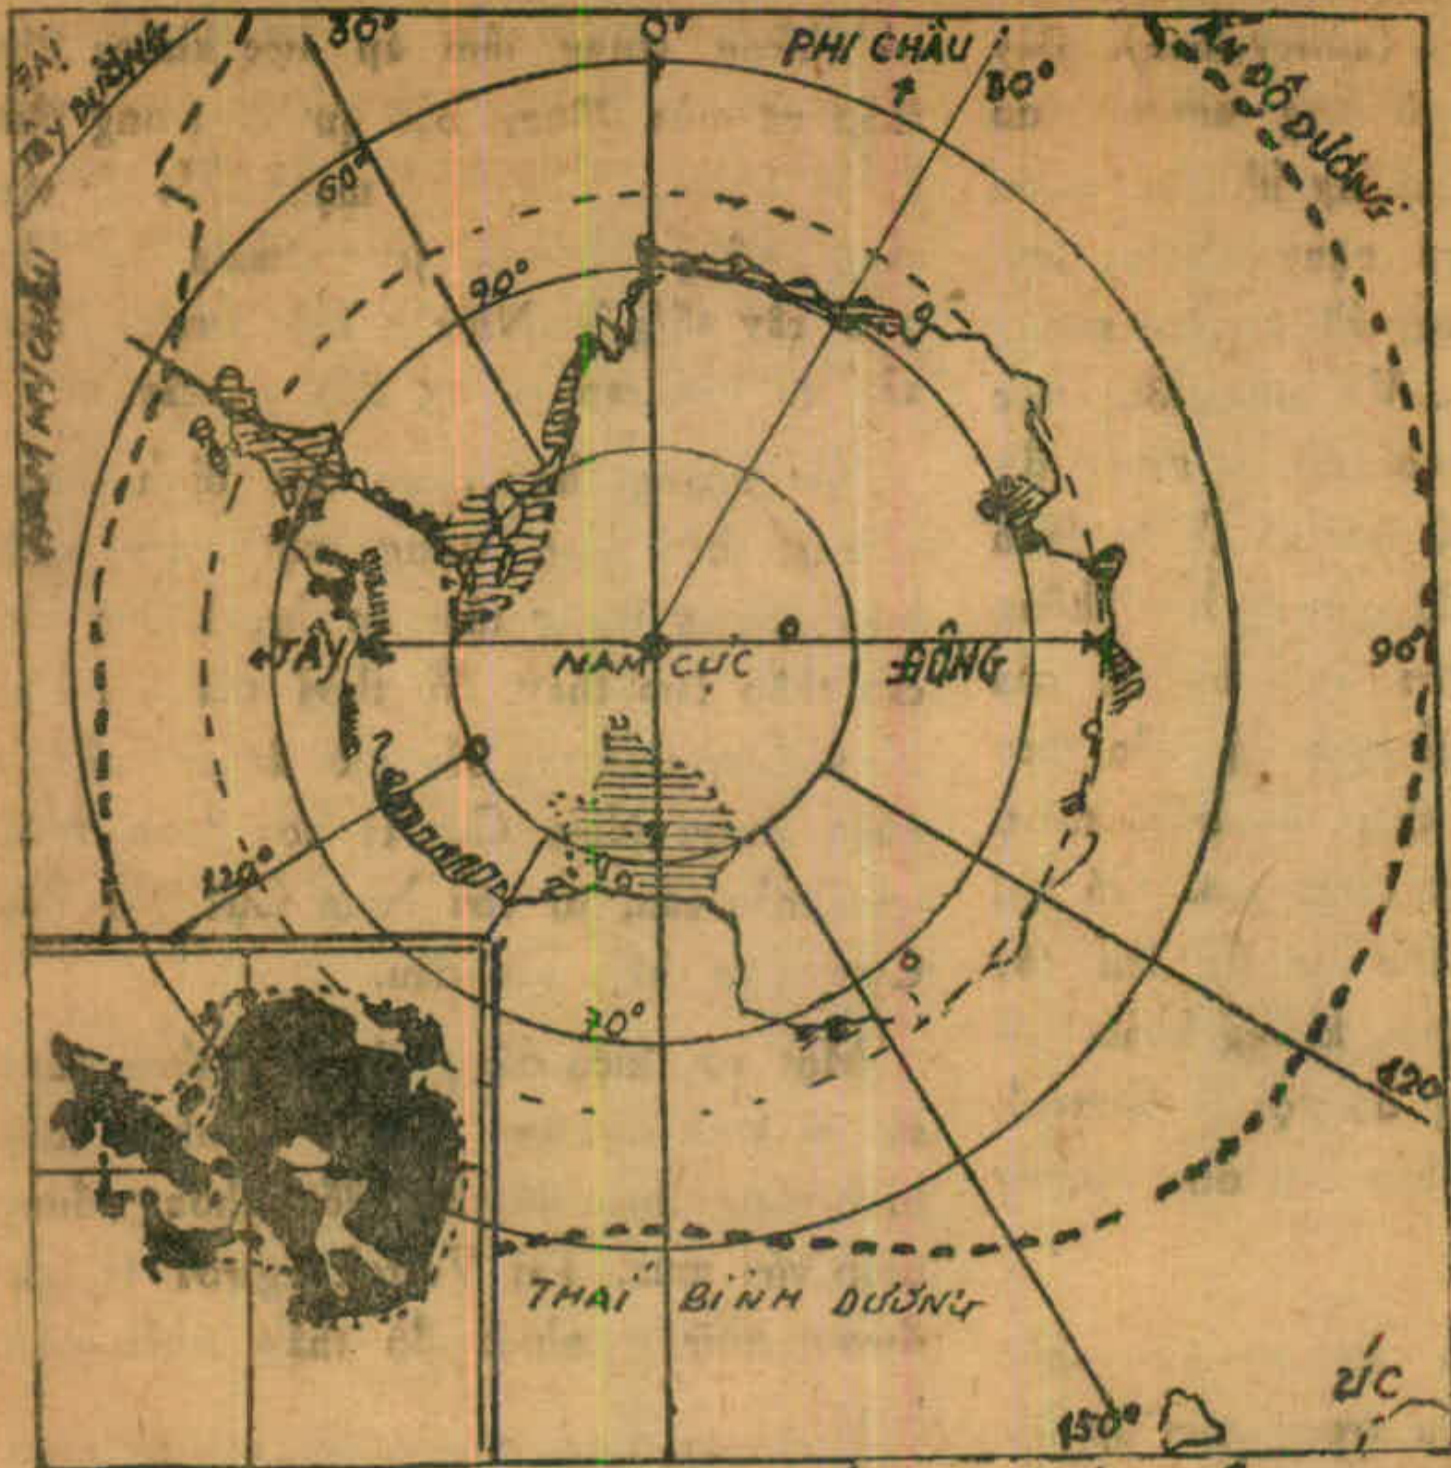 30°
0°
PHI CHÂU
30°
ĐẠI
TÂY DƯƠNG
ẤN ĐỘ DƯƠNG
60°
90°
NAM MỸ CHÂU
TÂY
NAM CỰC
ĐÔNG
90°
120°
70°
120
THÁI BÌNH DƯƠNG
150°
ÚC